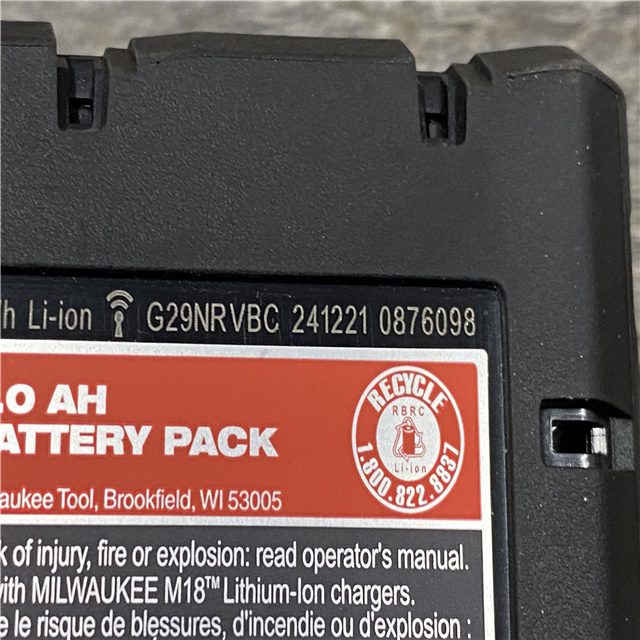 Li-ion G29NRVBC 241221 0876098
.0 AH
ATTERY PACK
RECYCLE
RBRC
Li-ion
1.800.822.8837
aukee Tool, Brookfield, WI 53005
k of injury, fire or explosion: read operator's manual.
with MILWAUKEE M18™ Lithium-Ion chargers.
e le risque de blessures, d'incendie ou d'explosion :